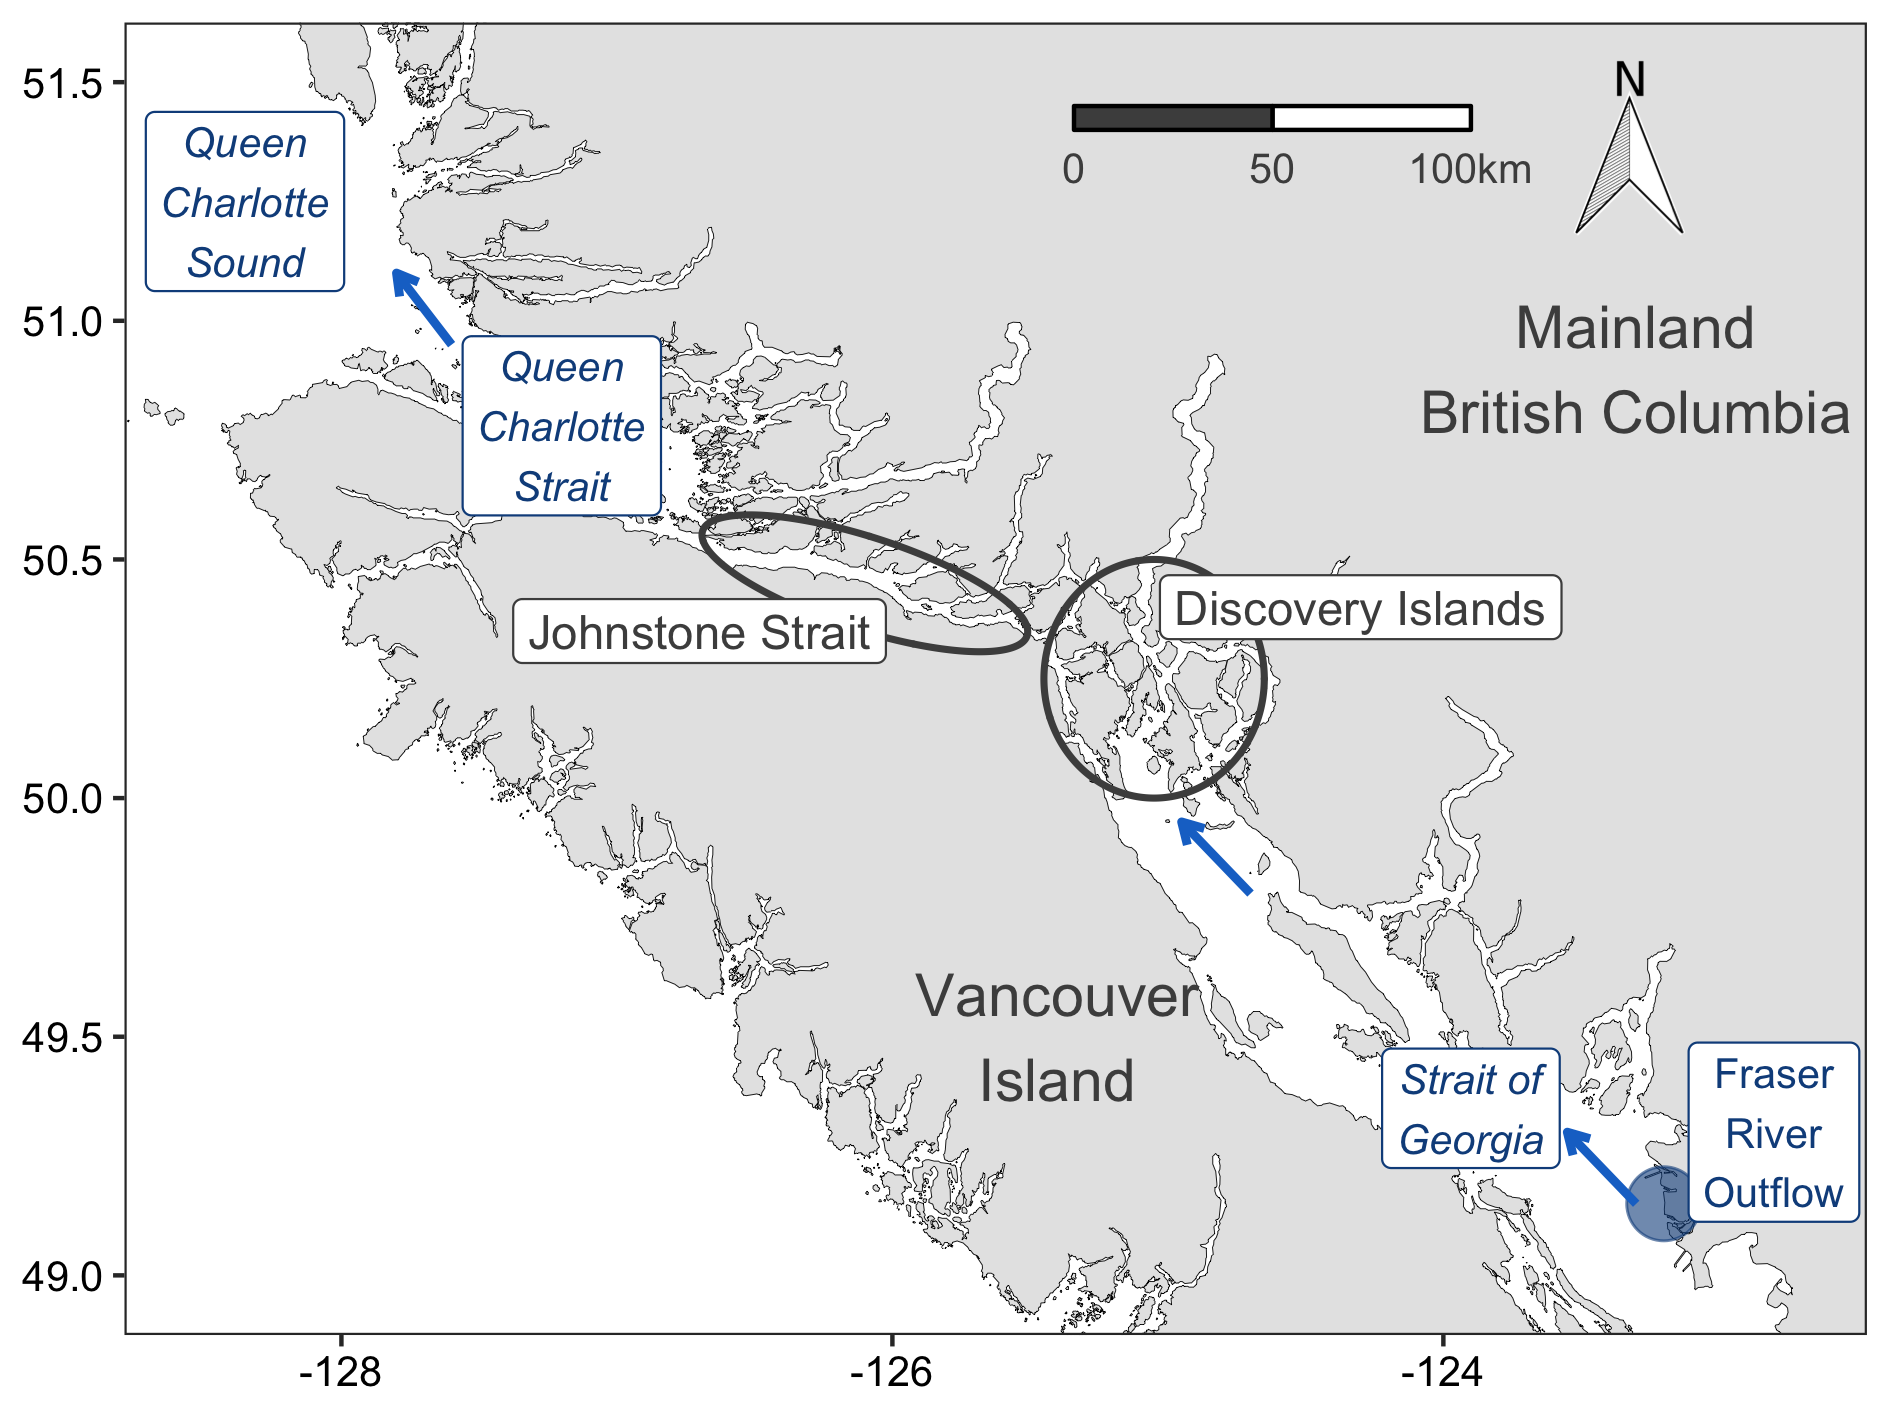 51.5
51.0
50.5
50.0
49.5
49.0
-128
-126
-124
N
0
50
100km
Queen
Charlotte
Sound
Queen
Charlotte
Strait
Mainland
British Columbia
Johnstone Strait
Discovery Islands
Vancouver
Island
Strait of
Georgia
Fraser
River
Outflow